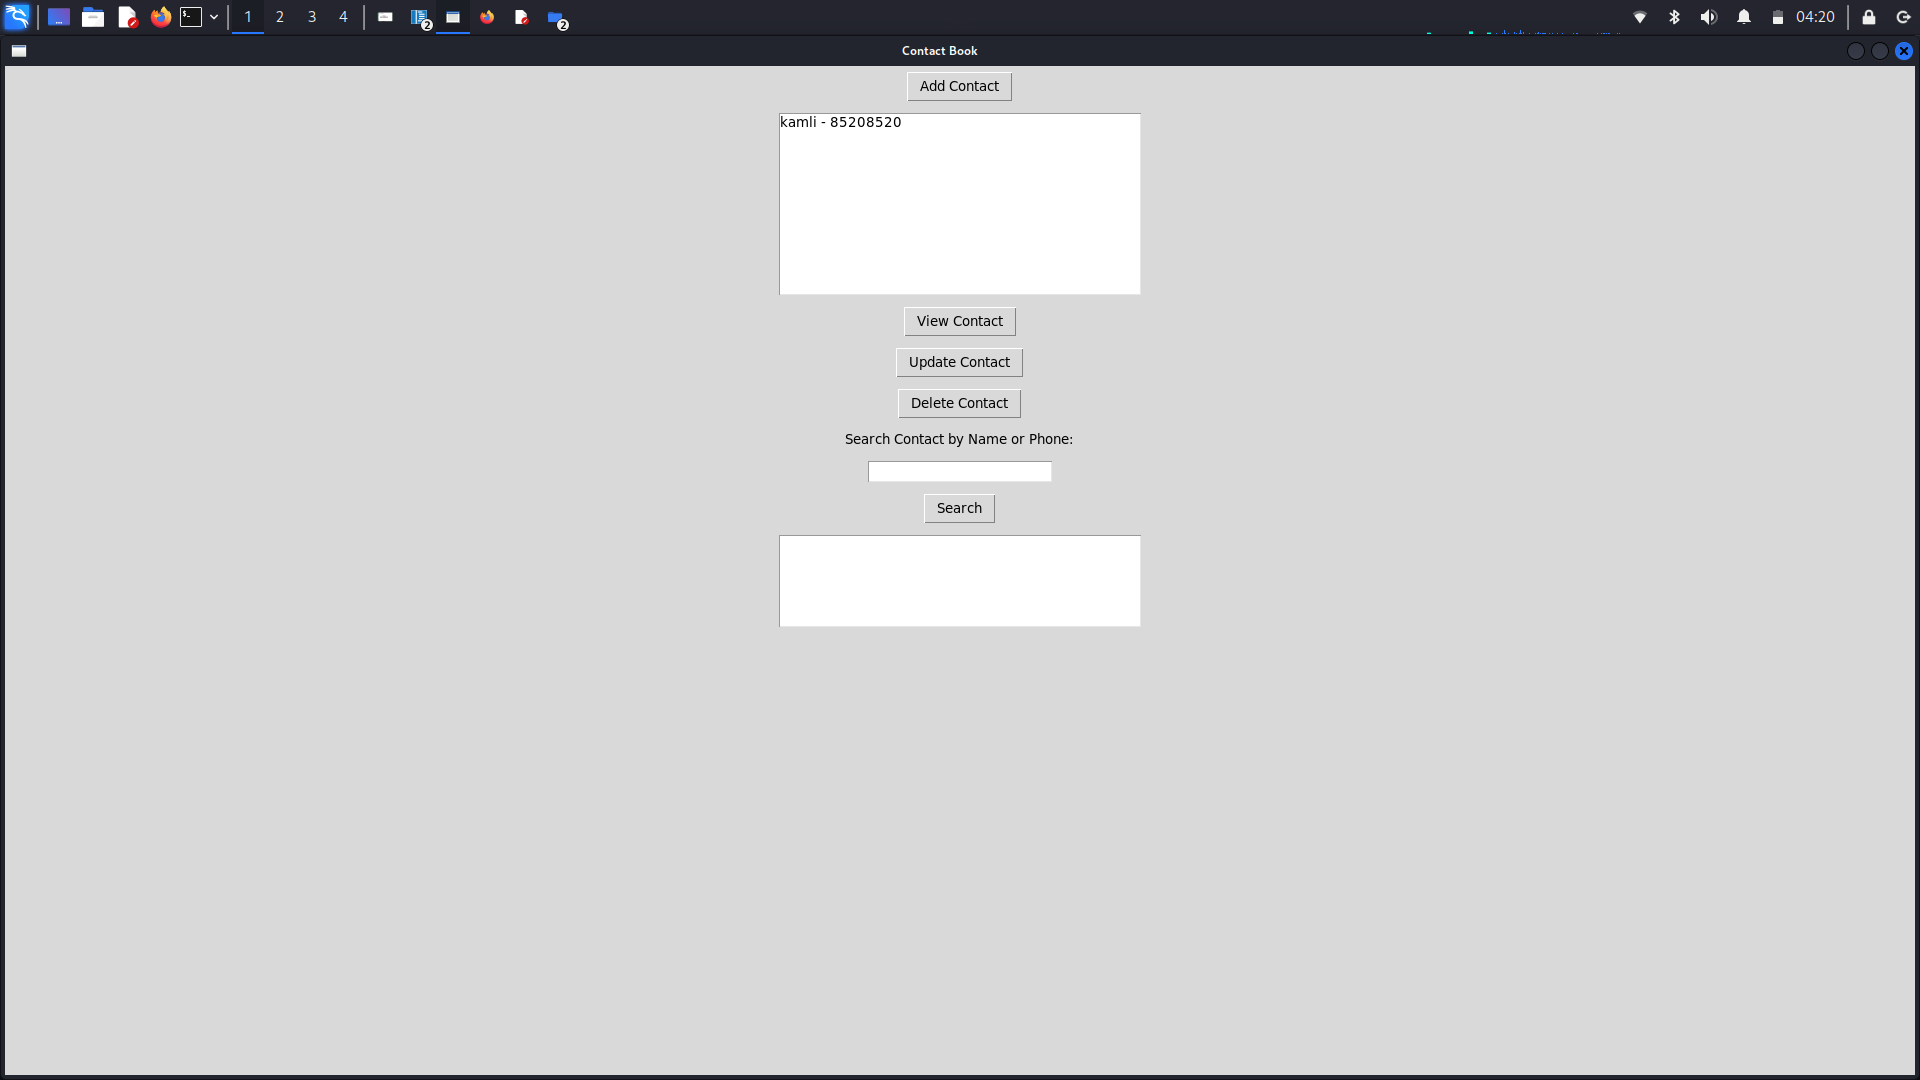 1 2 3 4 2 2 04:20
Contact Book
Add Contact
kamli - 85208520
View Contact
Update Contact
Delete Contact
Search Contact by Name or Phone:
Search